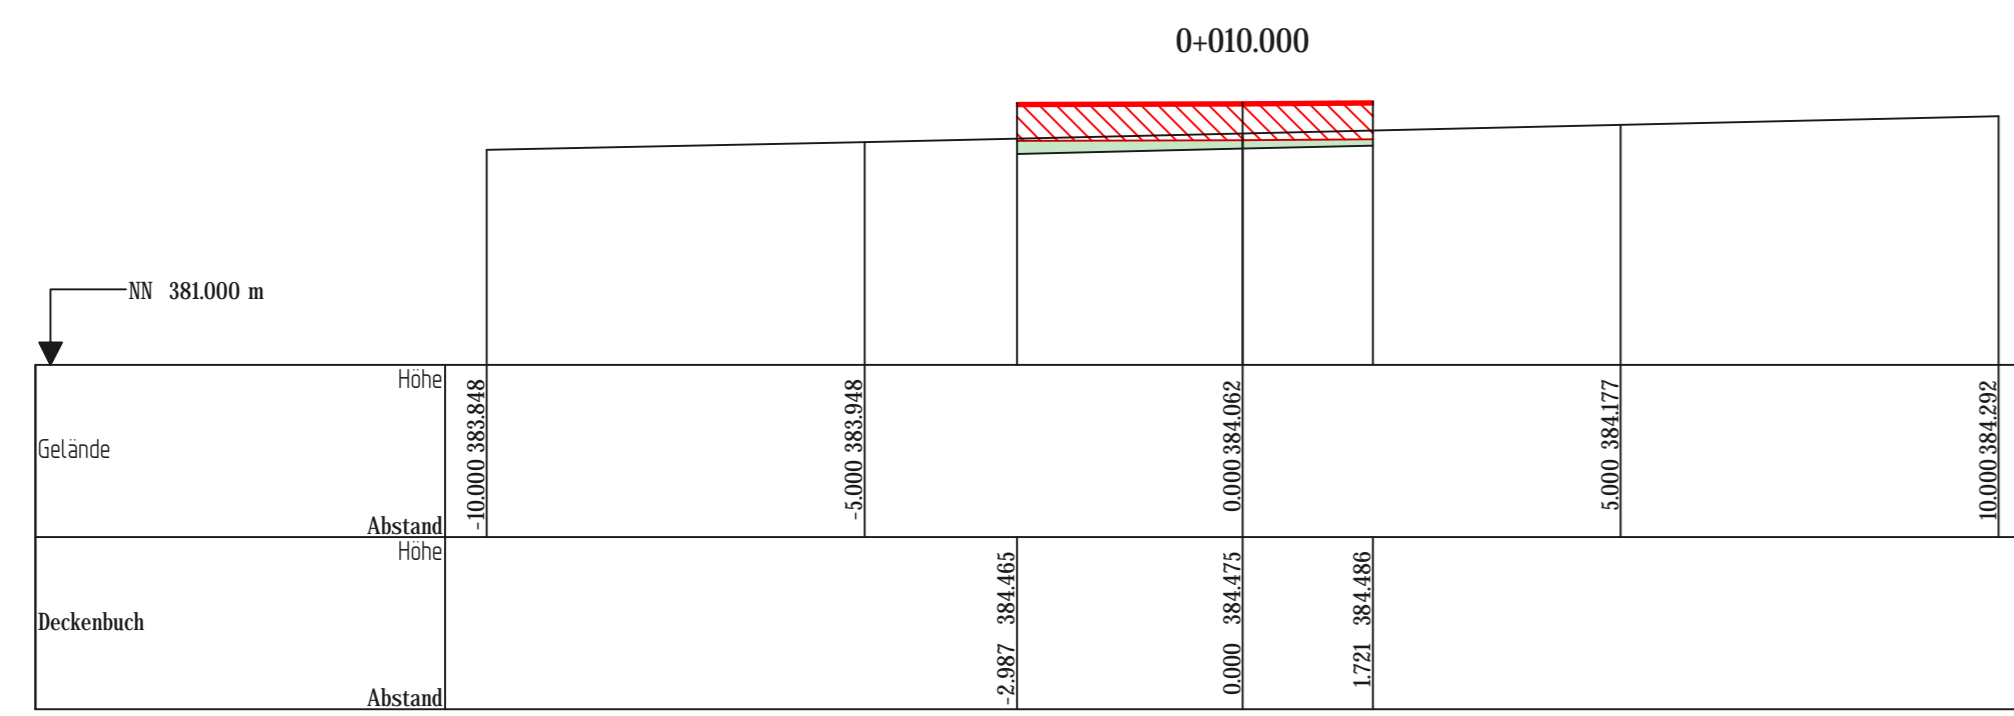 0+010.000
NN 381.000 m
Höhe
Gelände
Abstand
-10.000 383.848
-5.000 383.948
0.000 384.062
5.000 384.177
10.000 384.292
Höhe
Deckenbuch
Abstand
-2.987 384.465
0.000 384.475
1.721 384.486